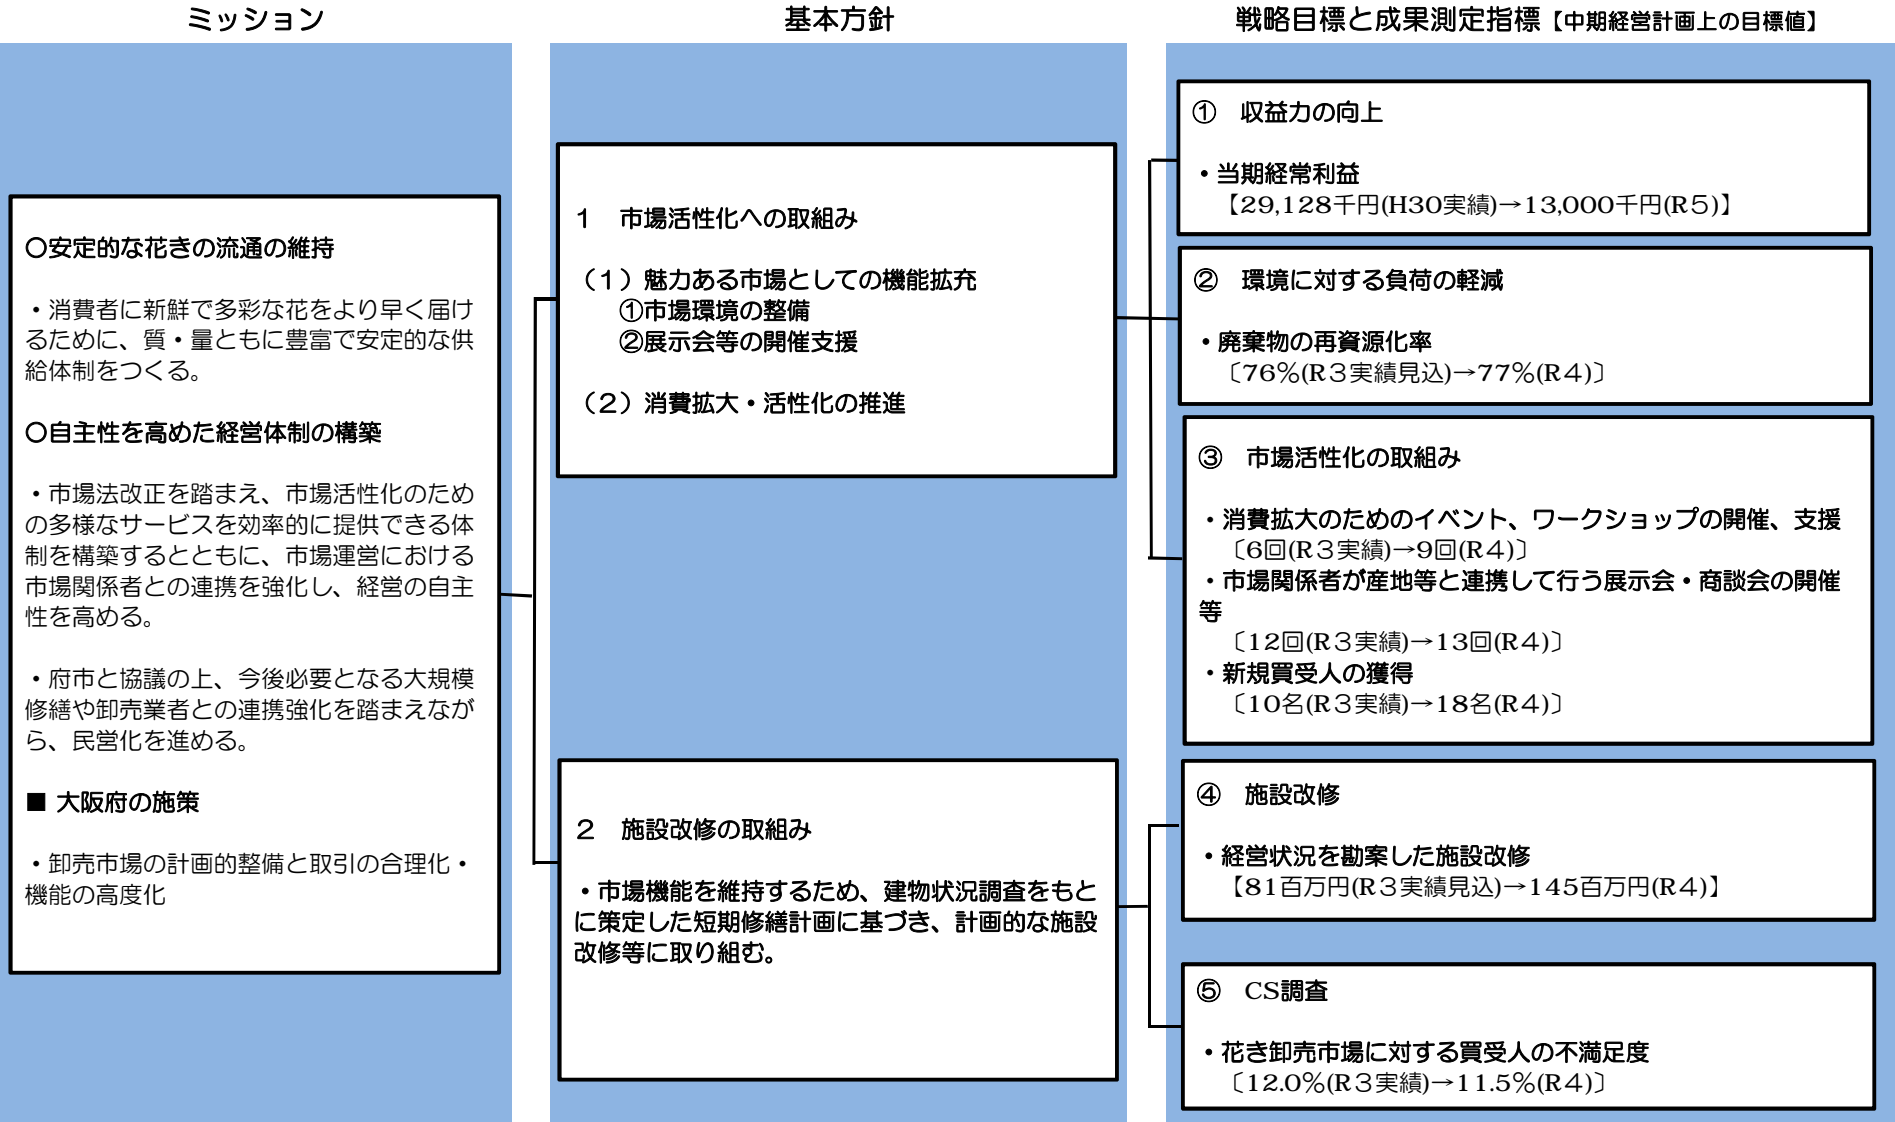 ミッション
基本方針
戦略目標と成果測定指標【中期経営計画上の目標値】
〇安定的な花きの流通の維持
・消費者に新鮮で多彩な花をより早く届け
るために、質・量ともに豊富で安定的な供
給体制をつくる。
〇自主性を高めた経営体制の構築
・市場法改正を踏まえ、市場活性化のため
の多様なサービスを効率的に提供できる体
制を構築するとともに、市場運営における
市場関係者との連携を強化し、経営の自主
性を高める。
・府市と協議の上、今後必要となる大規模
修繕や卸売業者との連携強化を踏まえなが
ら、民営化を進める。
■ 大阪府の施策
・卸売市場の計画的整備と取引の合理化・
機能の高度化
１　市場活性化への取組み
（１）魅力ある市場としての機能拡充
①市場環境の整備
②展示会等の開催支援
（２）消費拡大・活性化の推進
２　施設改修の取組み
・市場機能を維持するため、建物状況調査をもと
に策定した短期修繕計画に基づき、計画的な施設
改修等に取り組む。
①　収益力の向上
・当期経常利益
【29,128千円(H30実績)→13,000千円(R５)】
②　環境に対する負荷の軽減
・廃棄物の再資源化率
〔76％(R３実績見込)→77％(R４)〕
③　市場活性化の取組み
・消費拡大のためのイベント、ワークショップの開催、支援
〔6回(R３実績)→9回(R４)〕
・市場関係者が産地等と連携して行う展示会・商談会の開催
等
〔12回(R３実績)→13回(R４)〕
・新規買受人の獲得
〔10名(R３実績)→18名(R４)〕
④　施設改修
・経営状況を勘案した施設改修
【81百万円(R３実績見込)→145百万円(R４)】
⑤　CS調査
・花き卸売市場に対する買受人の不満足度
〔12.0％(R３実績)→11.5％(R４)〕